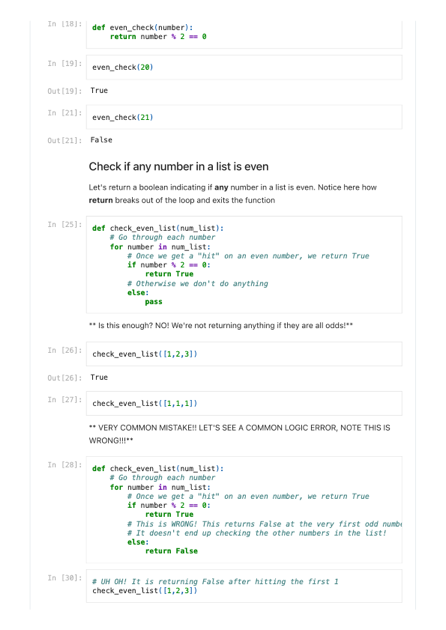 In [18]: def even_check(number):
    return number % 2 == 0
In [19]: even_check(20)
Out[19]: True
In [21]: even_check(21)
Out[21]: False
Check if any number in a list is even
Let's return a boolean indicating if any number in a list is even. Notice here how
return breaks out of the loop and exits the function
In [25]: def check_even_list(num_list):
    # Go through each number
    for number in num_list:
        # Once we get a "hit" on an even number, we return True
        if number % 2 == 0:
            return True
        # Otherwise we don't do anything
        else:
            pass
** Is this enough? NO! We're not returning anything if they are all odds!**
In [26]: check_even_list([1,2,3])
Out[26]: True
In [27]: check_even_list([1,1,1])
** VERY COMMON MISTAKE!! LET'S SEE A COMMON LOGIC ERROR, NOTE THIS IS
WRONG!!!**
In [28]: def check_even_list(num_list):
    # Go through each number
    for number in num_list:
        # Once we get a "hit" on an even number, we return True
        if number % 2 == 0:
            return True
        # This is WRONG! This returns False at the very first odd numbe
        # It doesn't end up checking the other numbers in the list!
        else:
            return False
In [30]: # UH OH! It is returning False after hitting the first 1
check_even_list([1,2,3])